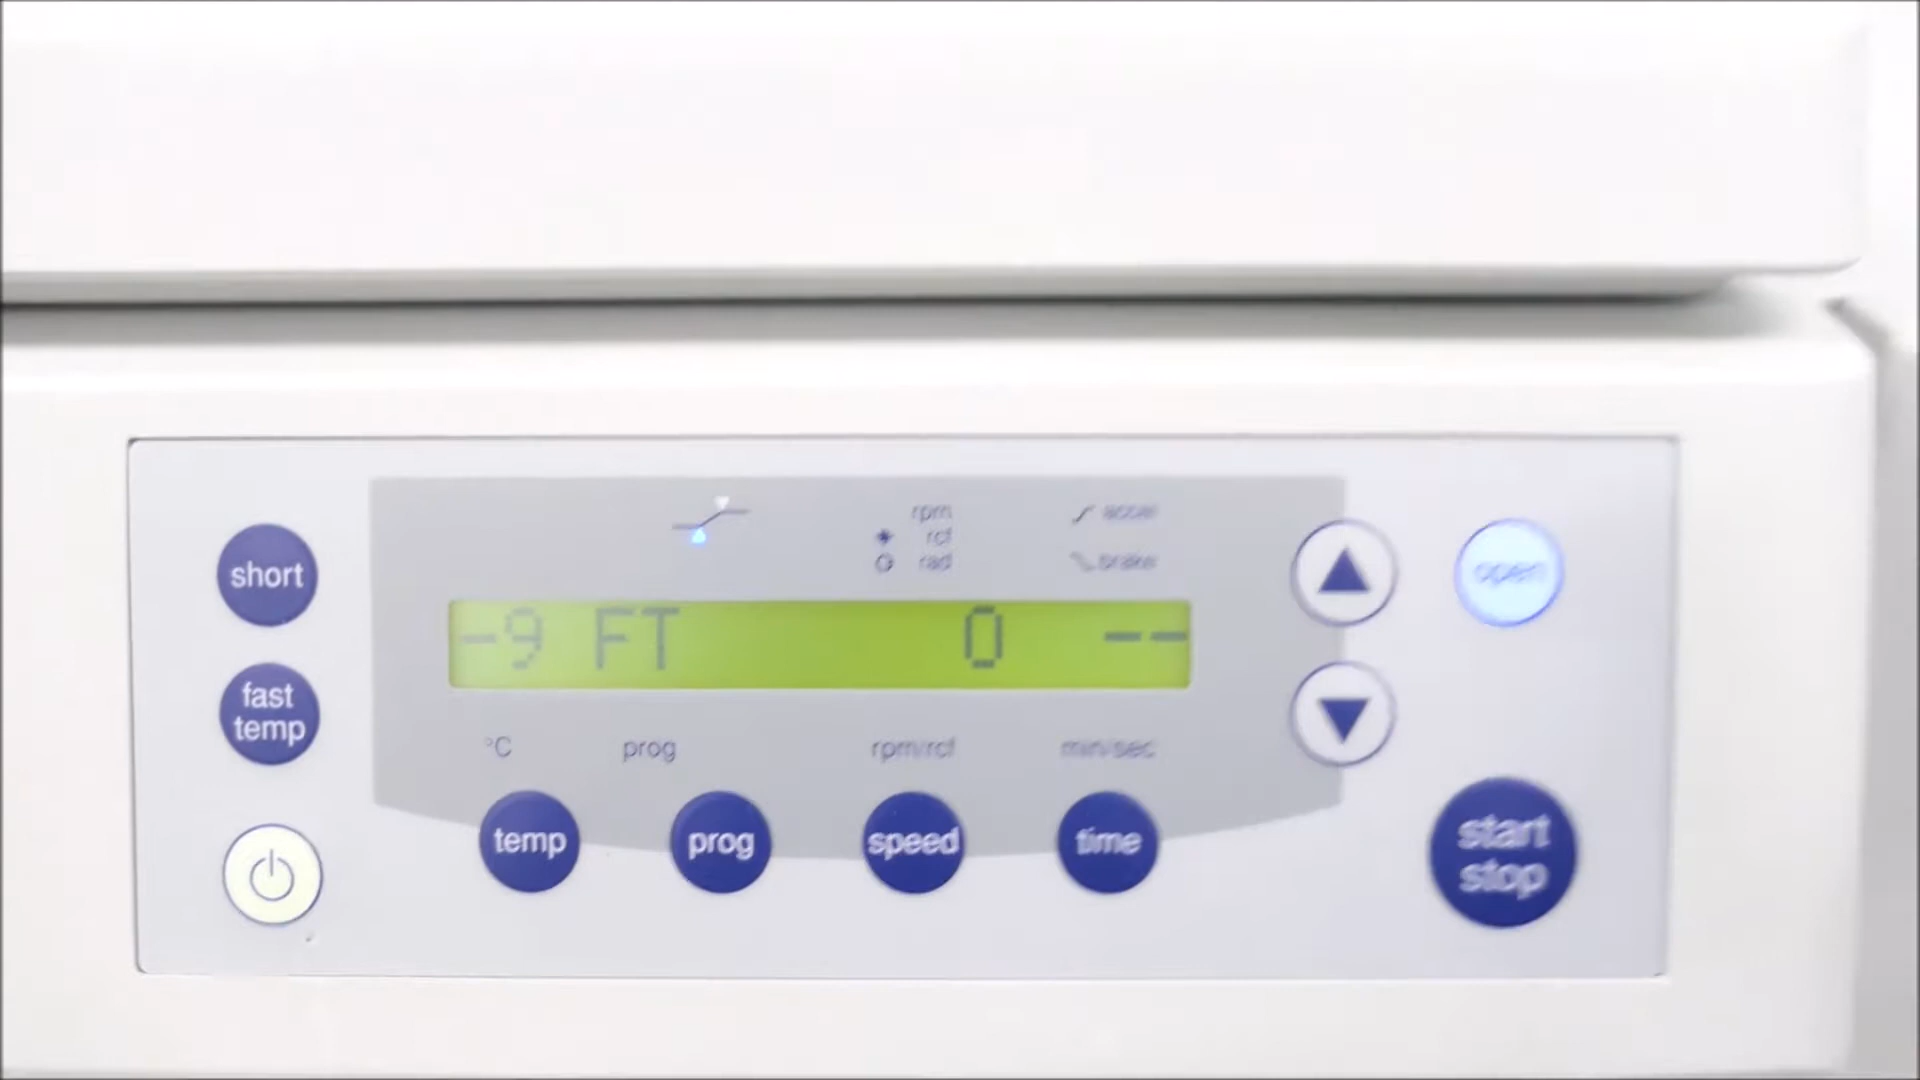 short
fast
temp
rpm
rcf
rad
accel
brake
-9 FT 0 --
°C
prog
rpm/rcf
min/sec
temp
prog
speed
time
open
start
stop